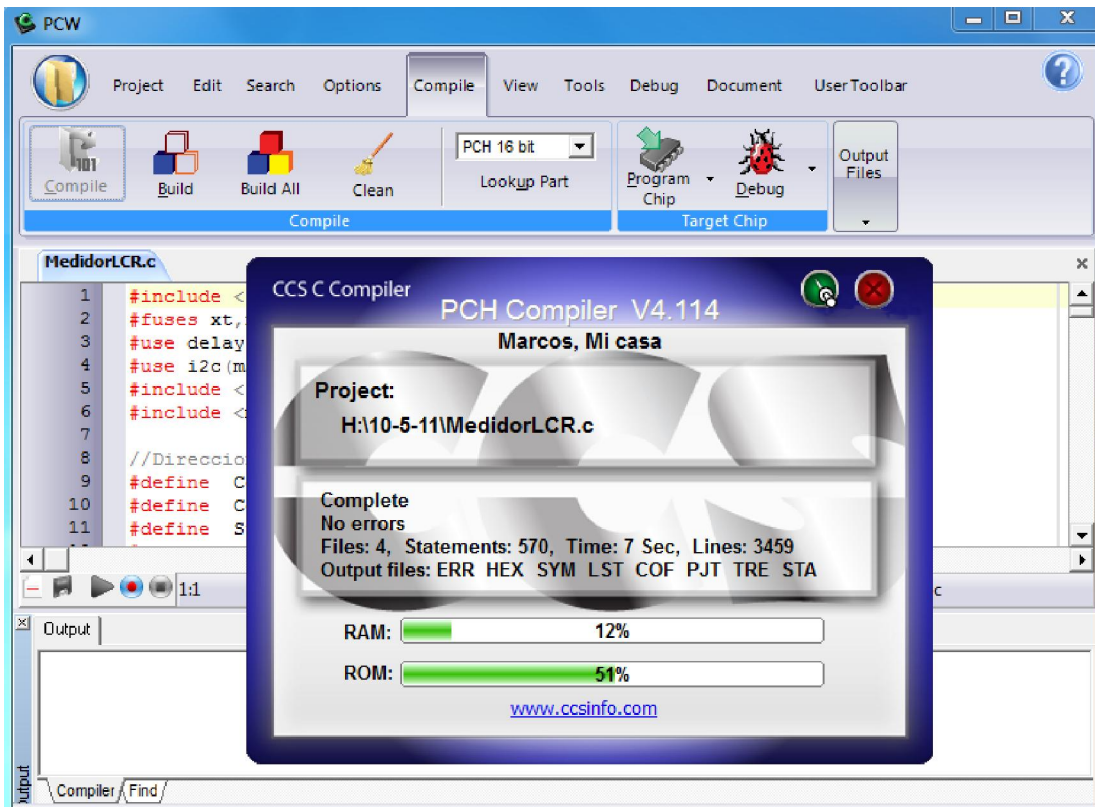 PCW
Project Edit Search Options Compile View Tools Debug Document User Toolbar
Compile Build Build All Clean
PCH 16 bit
Lookup Part
Program Chip Debug
Output Files
Compile
Target Chip
MedidorLCR.c
1 #include <
2 #fuses xt,
3 #use delay
4 #use i2c(m
5 #include <
6 #include <
7
8 //Direccio
9 #define C
10 #define C
11 #define S
CCS C Compiler
PCH Compiler V4.114
Marcos, Mi casa
Project:
H:\10-5-11\MedidorLCR.c
Complete
No errors
Files: 4, Statements: 570, Time: 7 Sec, Lines: 3459
Output files: ERR HEX SYM LST COF PJT TRE STA
RAM: 12%
ROM: 51%
www.ccsinfo.com
1:1
c
Output
Compiler Find